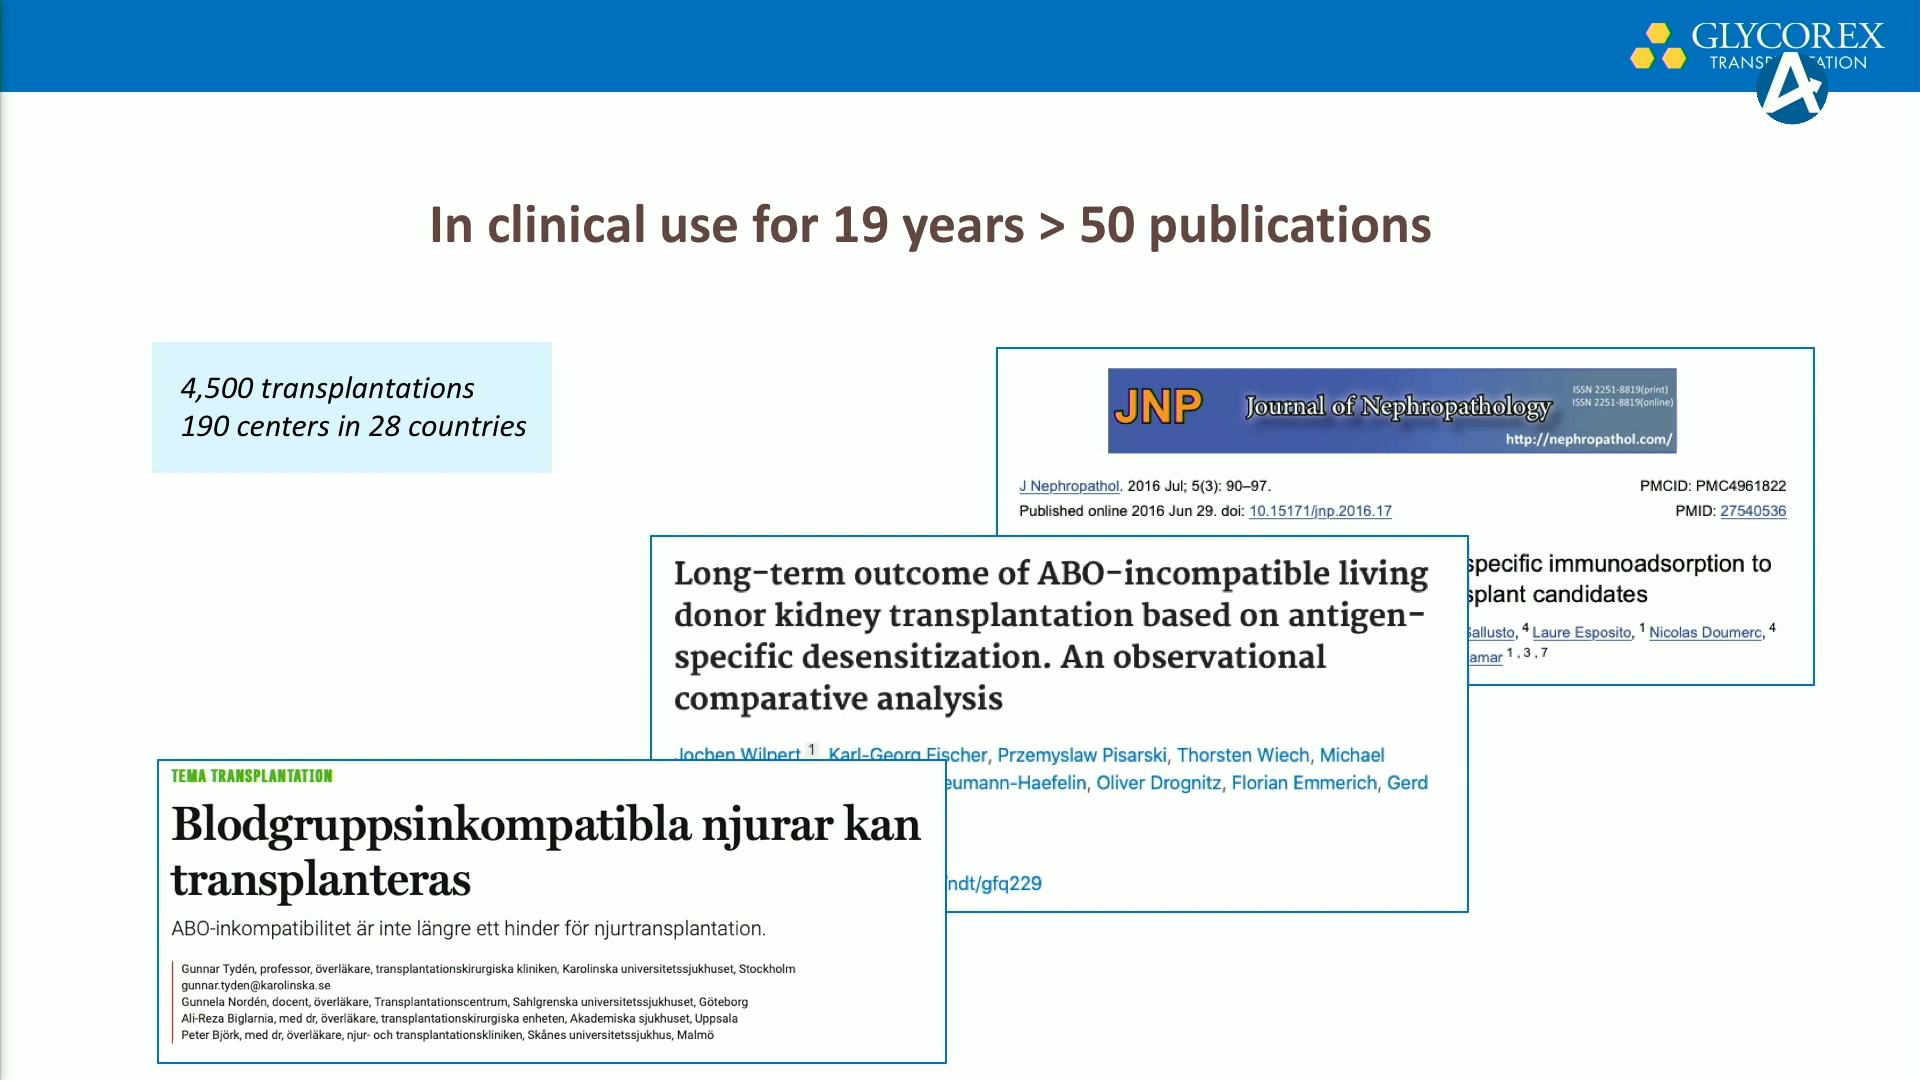 GLYCOREX
In clinical use for 19 years > 50 publications
4,500 transplantations
190 centers in 28 countries
JNP Journal of Nephropathology
ISSN 2251-8819(print)
ISSN 2251-8819(online)
http://nephropathol.com/
J Nephropathol. 2016 Jul; 5(3): 90–97.
PMCID: PMC4961822
Published online 2016 Jun 29. doi: 10.15171/jnp.2016.17
PMID: 27540536
specific immunoadsorption to
splant candidates
Sallusto, 4 Laure Esposito, 1 Nicolas Doumerc, 4
amar 1 , 3 , 7
Long-term outcome of ABO-incompatible living
donor kidney transplantation based on antigen-
specific desensitization. An observational
comparative analysis
Jochen Wilpert 1 Karl-Georg Fischer, Przemyslaw Pisarski, Thorsten Wiech, Michael
eumann-Haefelin, Oliver Drognitz, Florian Emmerich, Gerd
/ndt/gfq229
TEMA TRANSPLANTATION
Blodgruppsinkompatibla njurar kan
transplanteras
ABO-inkompatibilitet är inte längre ett hinder för njurtransplantation.
Gunnar Tydén, professor, överläkare, transplantationskirurgiska kliniken, Karolinska universitetssjukhuset, Stockholm
gunnar.tyden@karolinska.se
Gunnela Nordén, docent, överläkare, Transplantationscentrum, Sahlgrenska universitetssjukhuset, Göteborg
Ali-Reza Biglarnia, med dr, överläkare, transplantationskirurgiska enheten, Akademiska sjukhuset, Uppsala
Peter Björk, med dr, överläkare, njur- och transplantationskliniken, Skånes universitetssjukhus, Malmö